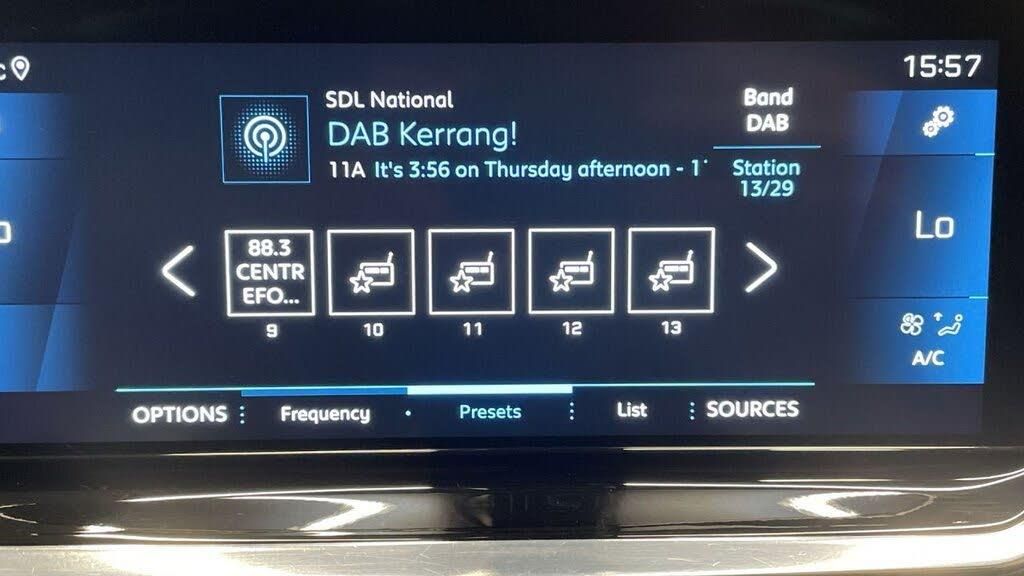 15:57
SDL National
DAB Kerrang!
11A It's 3:56 on Thursday afternoon - 1
Band
DAB
Station
13/29
Lo
88.3
CENTR
EFO...
9
10
11
12
13
A/C
OPTIONS
Frequency
Presets
List
SOURCES